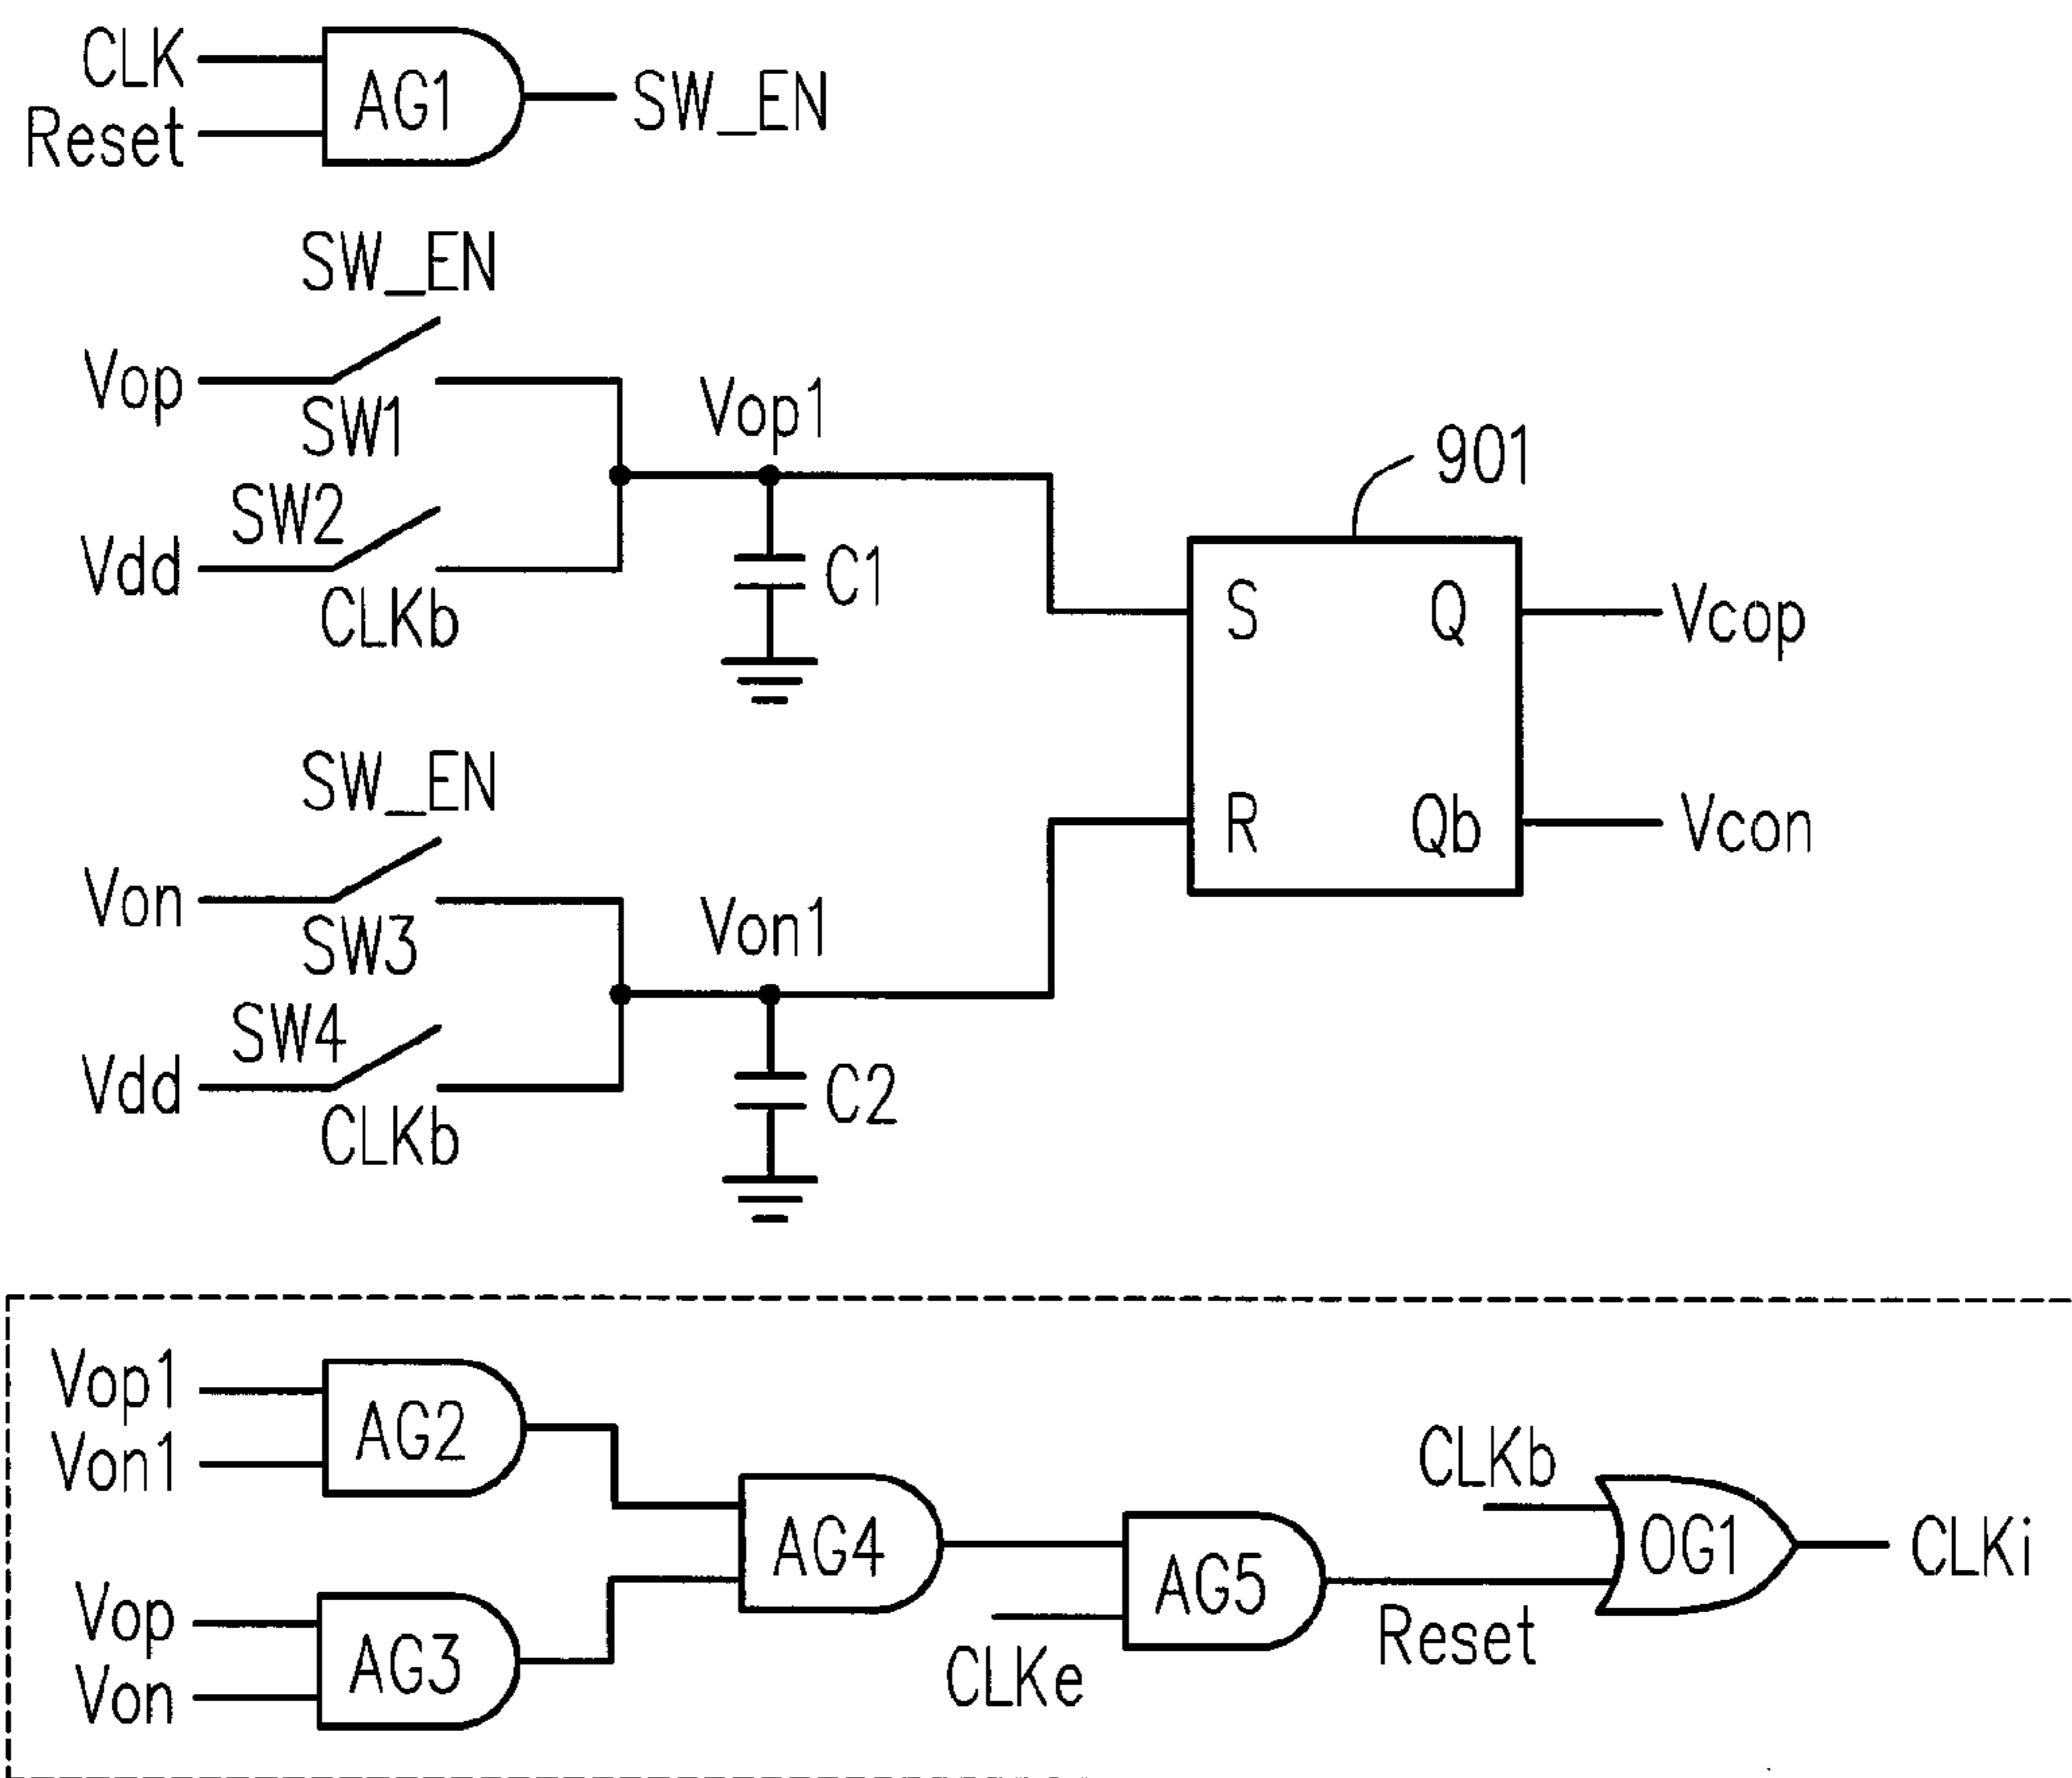 CLK
Reset
AG1
SW_EN
SW_EN
Vop
SW1
SW2
Vdd
CLKb
Vop1
C1
901
S
Q
Vcop
R
Qb
Vcon
SW_EN
Von
SW3
SW4
Vdd
CLKb
Von1
C2
Vop1
Von1
AG2
Vop
Von
AG3
AG4
CLKe
AG5
Reset
CLKb
OG1
CLKi